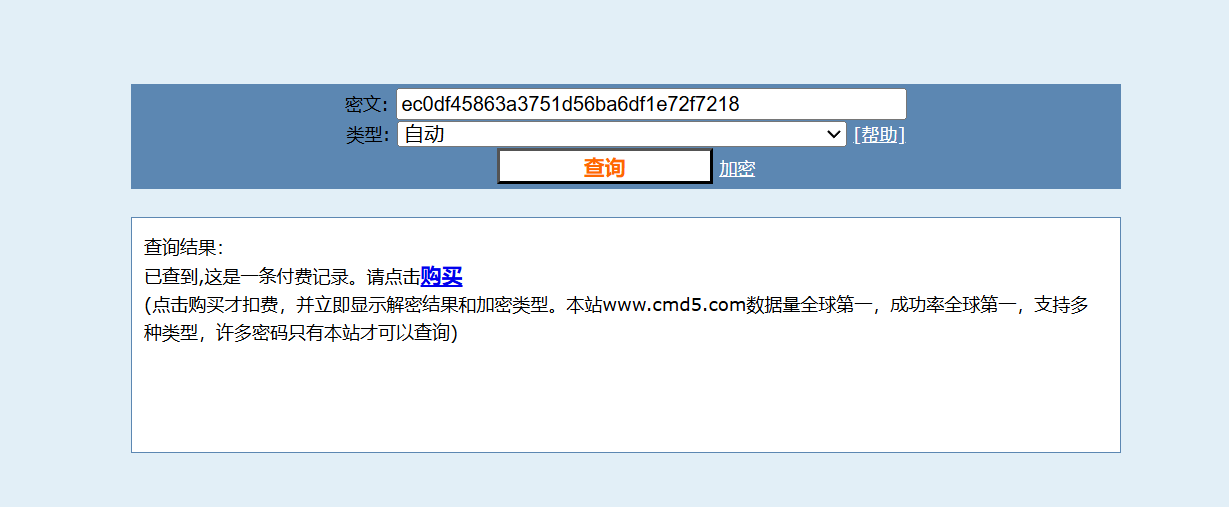 密文: ec0df45863a3751d56ba6df1e72f7218
类型: 自动 [帮助]
查询 加密
查询结果：
已查到,这是一条付费记录。请点击购买
(点击购买才扣费，并立即显示解密结果和加密类型。本站www.cmd5.com数据量全球第一，成功率全球第一，支持多
种类型，许多密码只有本站才可以查询)